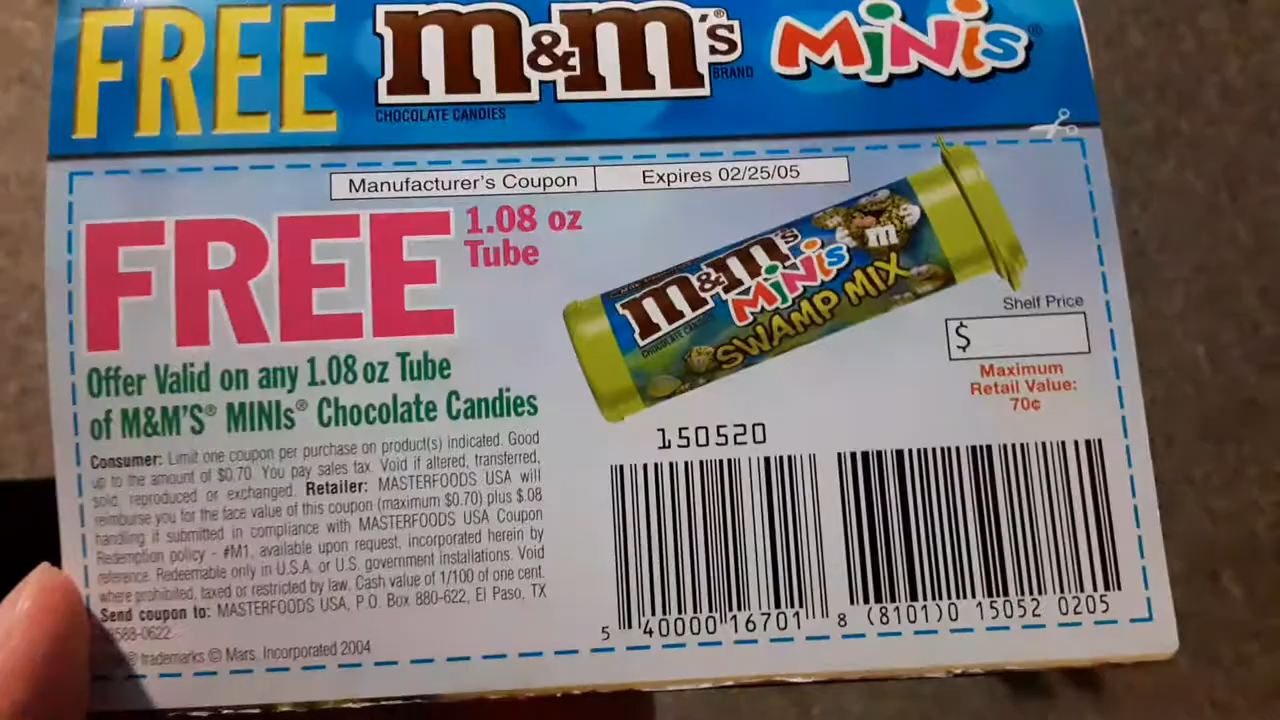 FREE m&m's® MiNis®
BRAND
CHOCOLATE CANDIES
Manufacturer's Coupon Expires 02/25/05
FREE 1.08 oz
Tube
m&m's
MiNis
CHOCOLATE CANDIES
SWAMP MIX
m
Shelf Price
$
Maximum
Retail Value:
70¢
Offer Valid on any 1.08 oz Tube
of M&M'S® MINIs® Chocolate Candies
Consumer: Limit one coupon per purchase on product(s) indicated. Good
up to the amount of $0.70. You pay sales tax. Void if altered, transferred,
sold, reproduced or exchanged. Retailer: MASTERFOODS USA will
reimburse you for the face value of this coupon (maximum $0.70) plus $.08
handling if submitted in compliance with MASTERFOODS USA Coupon
Redemption policy - #M1, available upon request, incorporated herein by
reference. Redeemable only in U.S.A. or U.S. government installations. Void
where prohibited, taxed or restricted by law. Cash value of 1/100 of one cent.
Send coupon to: MASTERFOODS USA, P.O. Box 880-622, El Paso, TX
588-0622
® trademarks © Mars, Incorporated 2004
150520
5 40000 16701 8 (8101)0 15052 0205